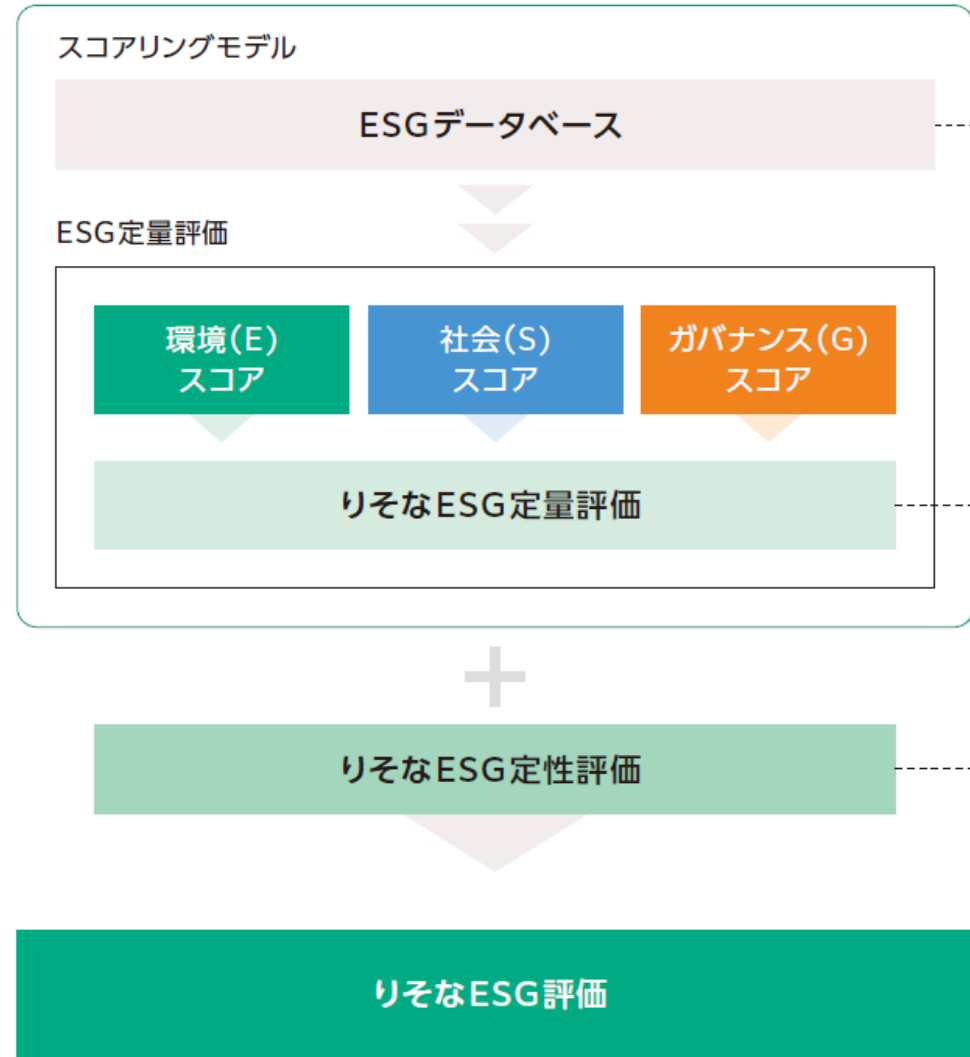 スコアリングモデル
ESGデータベース
ESG定量評価
環境(E)
スコア
社会(S)
スコア
ガバナンス(G)
スコア
りそなESG定量評価
+
りそなESG定性評価
りそなESG評価